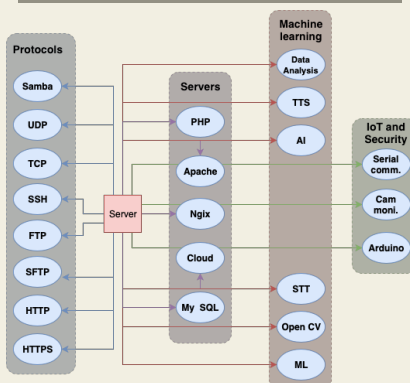 Machine
learning
Protocols
Data
Analysis
Servers
Samba
TTS
PHP
UDP
IoT and
Security
AI
TCP
Apache
Serial
comm.
SSH
Server
Ngix
Cam
moni.
FTP
Arduino
Cloud
SFTP
STT
HTTP
My SQL
Open CV
HTTPS
ML